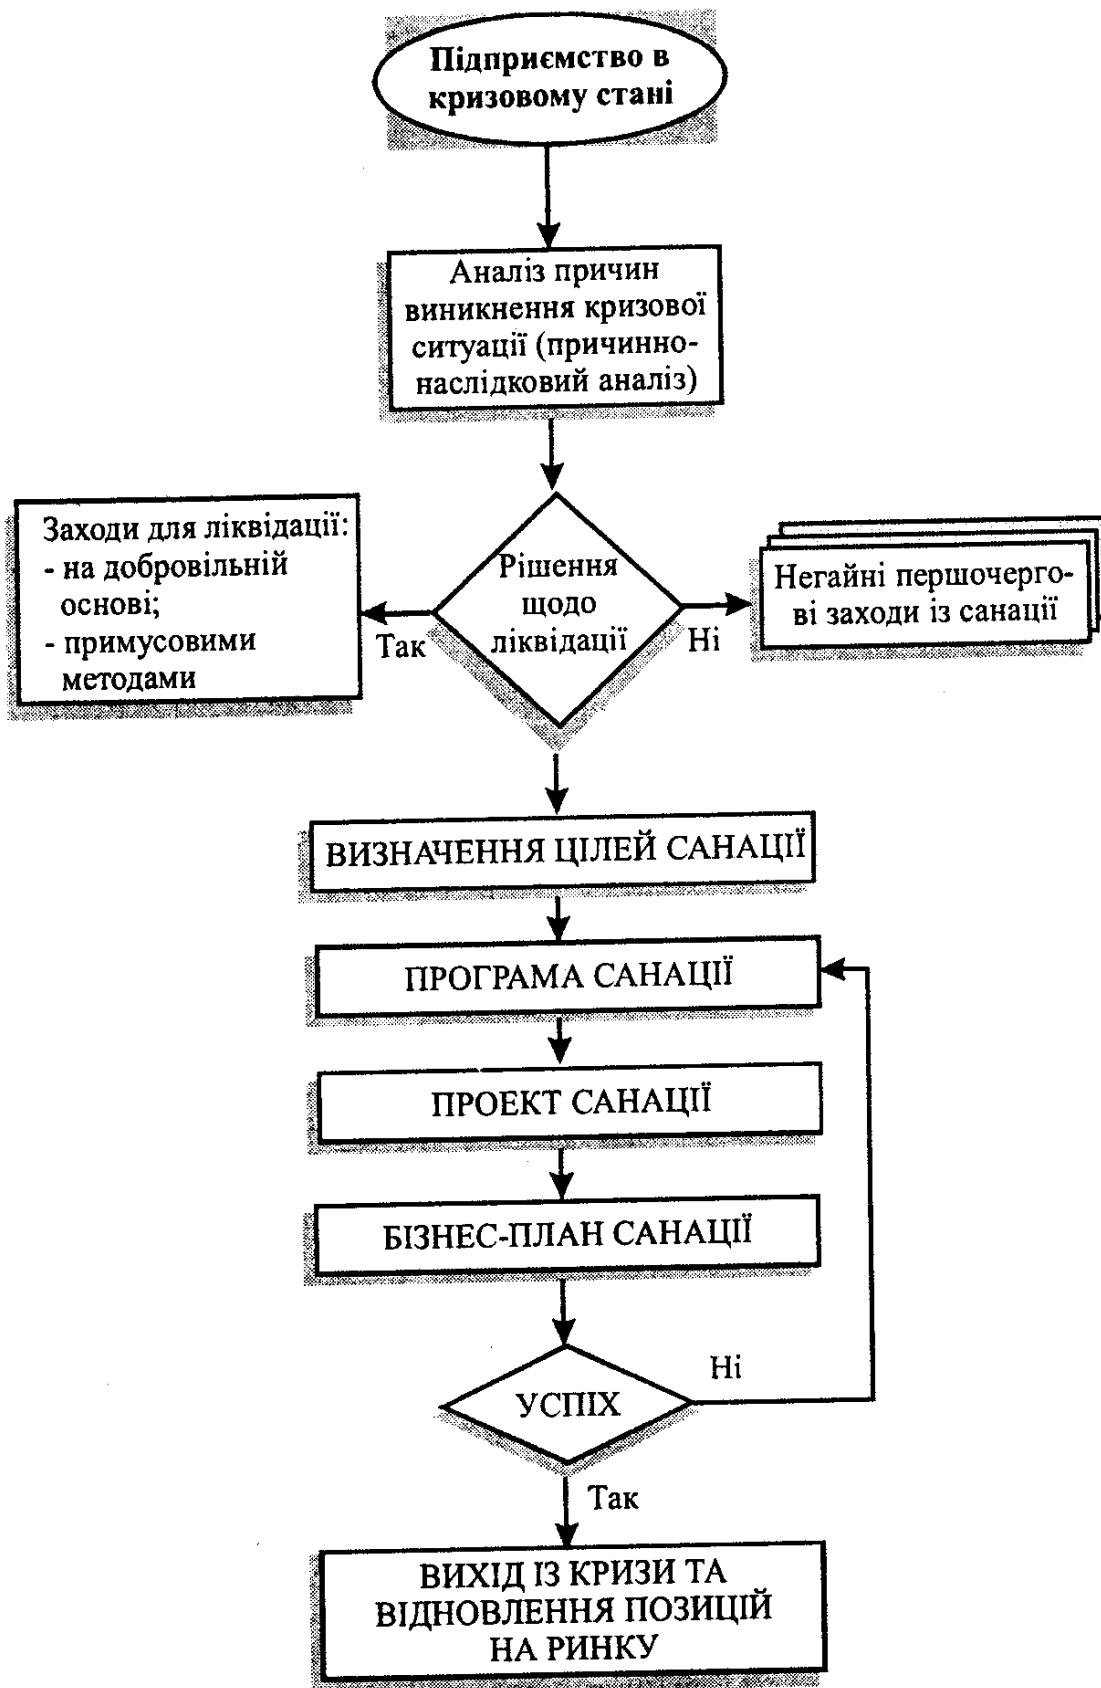 Підприємство в
кризовому стані
Аналіз причин
виникнення кризової
ситуації (причинно-
наслідковий аналіз)
Заходи для ліквідації:
- на добровільній
основі;
- примусовими
методами
Так
Рішення
щодо
ліквідації
Ні
Негайні першочерго-
ві заходи із санації
ВИЗНАЧЕННЯ ЦІЛЕЙ САНАЦІЇ
ПРОГРАМА САНАЦІЇ
ПРОЕКТ САНАЦІЇ
БІЗНЕС-ПЛАН САНАЦІЇ
УСПІХ
Ні
Так
ВИХІД ІЗ КРИЗИ ТА
ВІДНОВЛЕННЯ ПОЗИЦІЙ
НА РИНКУ